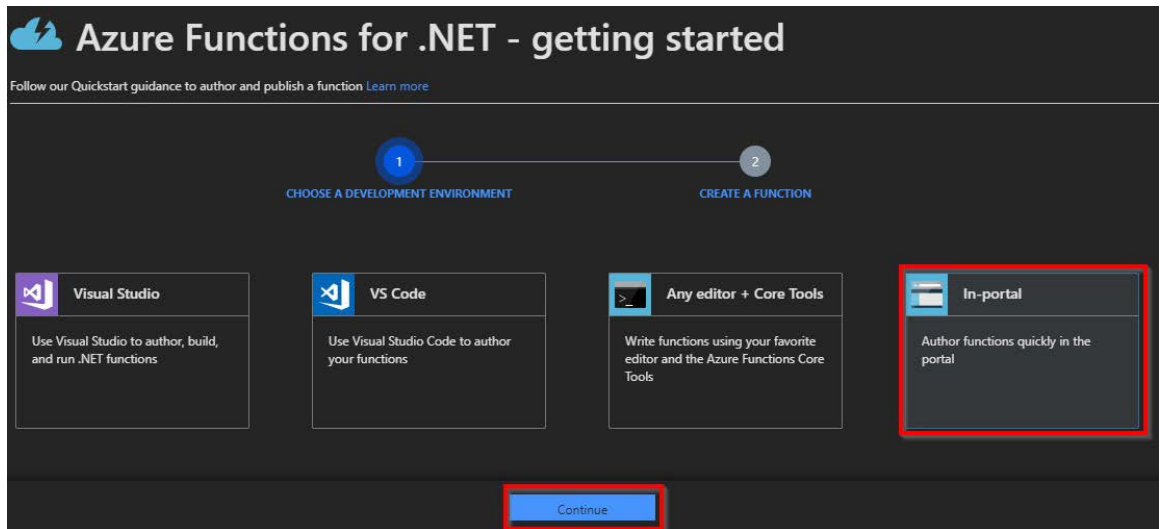 Azure Functions for .NET - getting started
Follow our Quickstart guidance to author and publish a function Learn more
1
2
CHOOSE A DEVELOPMENT ENVIRONMENT
CREATE A FUNCTION
Visual Studio
Use Visual Studio to author, build,
and run .NET functions
VS Code
Use Visual Studio Code to author
your functions
>_
Any editor + Core Tools
Write functions using your favorite
editor and the Azure Functions Core
Tools
In-portal
Author functions quickly in the
portal
Continue